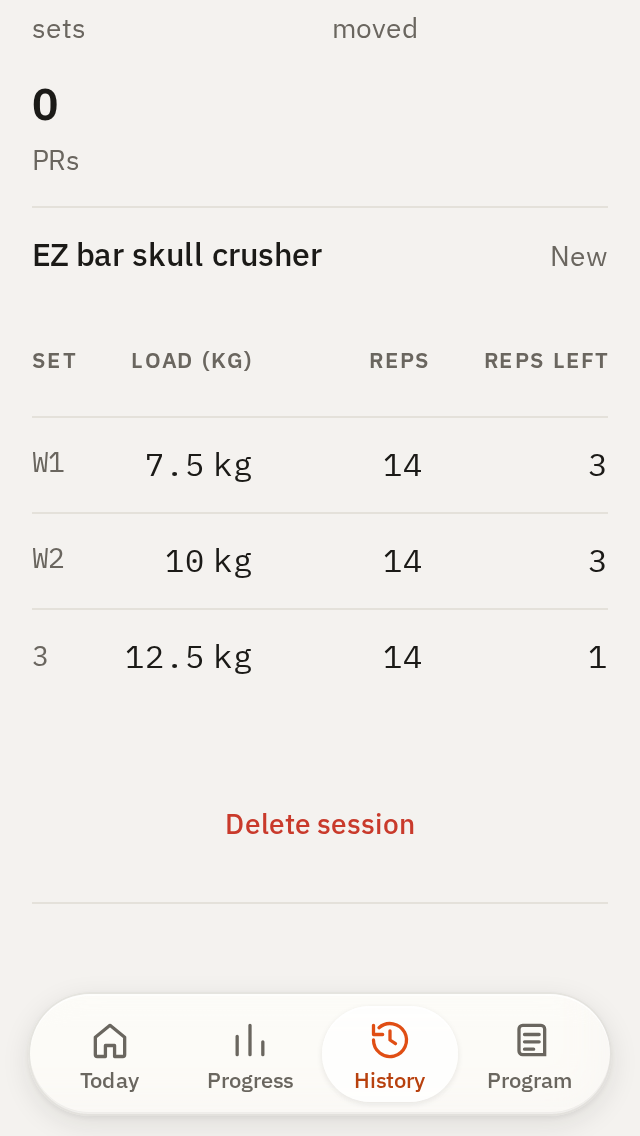 sets moved
0
PRs
EZ bar skull crusher New
SET LOAD (KG) REPS REPS LEFT
W1 7.5 kg 14 3
W2 10 kg 14 3
3 12.5 kg 14 1
Delete session
Today Progress History Program